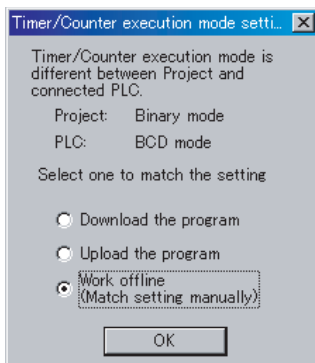 Timer/Counter execution mode setti...
Timer/Counter execution mode is
different between Project and
connected PLC.
Project: Binary mode
PLC: BCD mode
Select one to match the setting
Download the program
Upload the program
Work offline
(Match setting manually)
OK